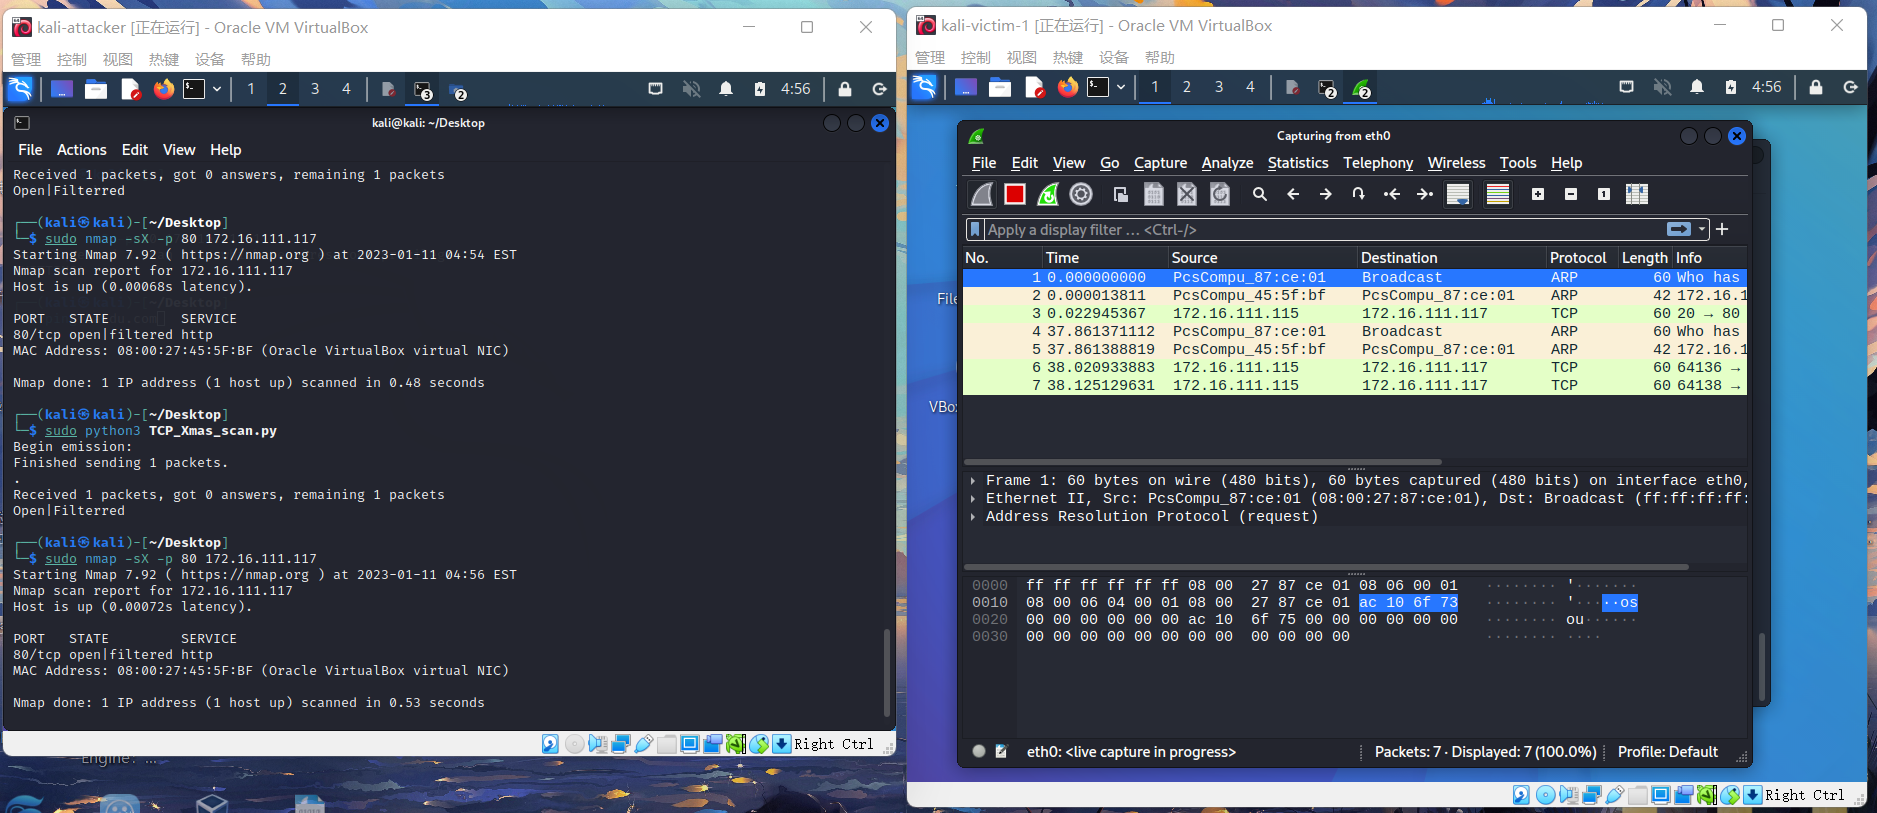 kali-attacker [正在运行] - Oracle VM VirtualBox
管理 控制 视图 热键 设备 帮助
1 2 3 4 3 2 4:56
kali@kali: ~/Desktop
File Actions Edit View Help
Received 1 packets, got 0 answers, remaining 1 packets
Open|Filterred
┌──(kali㉿kali)-[~/Desktop]
└─$ sudo nmap -sX -p 80 172.16.111.117
Starting Nmap 7.92 ( https://nmap.org ) at 2023-01-11 04:54 EST
Nmap scan report for 172.16.111.117
Host is up (0.00068s latency).
PORT STATE SERVICE
80/tcp open|filtered http
MAC Address: 08:00:27:45:5F:BF (Oracle VirtualBox virtual NIC)
Nmap done: 1 IP address (1 host up) scanned in 0.48 seconds
┌──(kali㉿kali)-[~/Desktop]
└─$ sudo python3 TCP_Xmas_scan.py
Begin emission:
Finished sending 1 packets.
.
Received 1 packets, got 0 answers, remaining 1 packets
Open|Filterred
┌──(kali㉿kali)-[~/Desktop]
└─$ sudo nmap -sX -p 80 172.16.111.117
Starting Nmap 7.92 ( https://nmap.org ) at 2023-01-11 04:56 EST
Nmap scan report for 172.16.111.117
Host is up (0.00072s latency).
PORT STATE SERVICE
80/tcp open|filtered http
MAC Address: 08:00:27:45:5F:BF (Oracle VirtualBox virtual NIC)
Nmap done: 1 IP address (1 host up) scanned in 0.53 seconds
Right Ctrl
Engine: ...
kali-victim-1 [正在运行] - Oracle VM VirtualBox
管理 控制 视图 热键 设备 帮助
1 2 3 4 2 2 4:56
File
VBo
Capturing from eth0
File Edit View Go Capture Analyze Statistics Telephony Wireless Tools Help
Apply a display filter … <Ctrl-/>
No. Time Source Destination Protocol Length Info
1 0.000000000 PcsCompu_87:ce:01 Broadcast ARP 60 Who has
2 0.000013811 PcsCompu_45:5f:bf PcsCompu_87:ce:01 ARP 42 172.16.1
3 0.022945367 172.16.111.115 172.16.111.117 TCP 60 20 → 80
4 37.861371112 PcsCompu_87:ce:01 Broadcast ARP 60 Who has
5 37.861388819 PcsCompu_45:5f:bf PcsCompu_87:ce:01 ARP 42 172.16.1
6 38.020933883 172.16.111.115 172.16.111.117 TCP 60 64136 →
7 38.125129631 172.16.111.115 172.16.111.117 TCP 60 64138 →
Frame 1: 60 bytes on wire (480 bits), 60 bytes captured (480 bits) on interface eth0,
Ethernet II, Src: PcsCompu_87:ce:01 (08:00:27:87:ce:01), Dst: Broadcast (ff:ff:ff:ff:
Address Resolution Protocol (request)
0000 ff ff ff ff ff ff 08 00 27 87 ce 01 08 06 00 01 ········ '·······
0010 08 00 06 04 00 01 08 00 27 87 ce 01 ac 10 6f 73 ········ '·····os
0020 00 00 00 00 00 00 ac 10 6f 75 00 00 00 00 00 00 ········ ou······
0030 00 00 00 00 00 00 00 00 00 00 00 00 ········ ····
eth0: <live capture in progress> Packets: 7 · Displayed: 7 (100.0%) Profile: Default
Right Ctrl